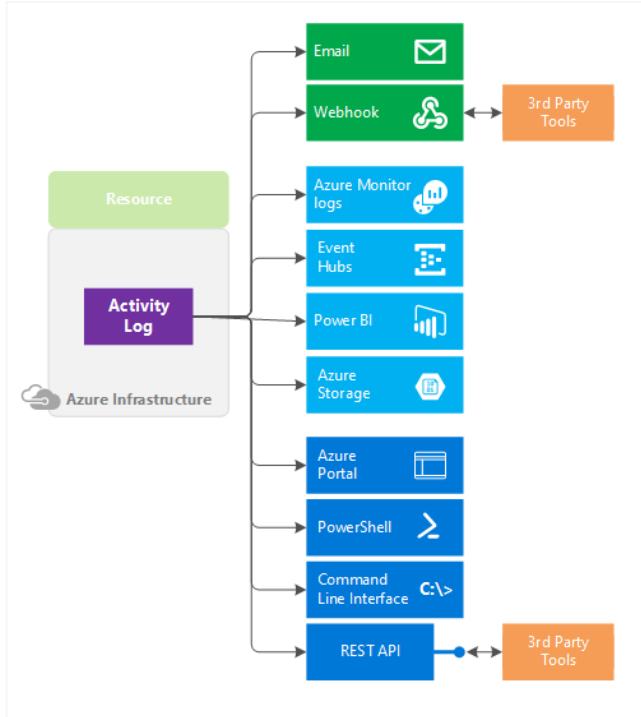 Email
Webhook
3rd Party
Tools
Resource
Azure Monitor
logs
Event
Hubs
Activity
Log
Power BI
Azure
Storage
Azure Infrastructure
Azure
Portal
PowerShell
Command
Line Interface
C:\>
REST API
3rd Party
Tools